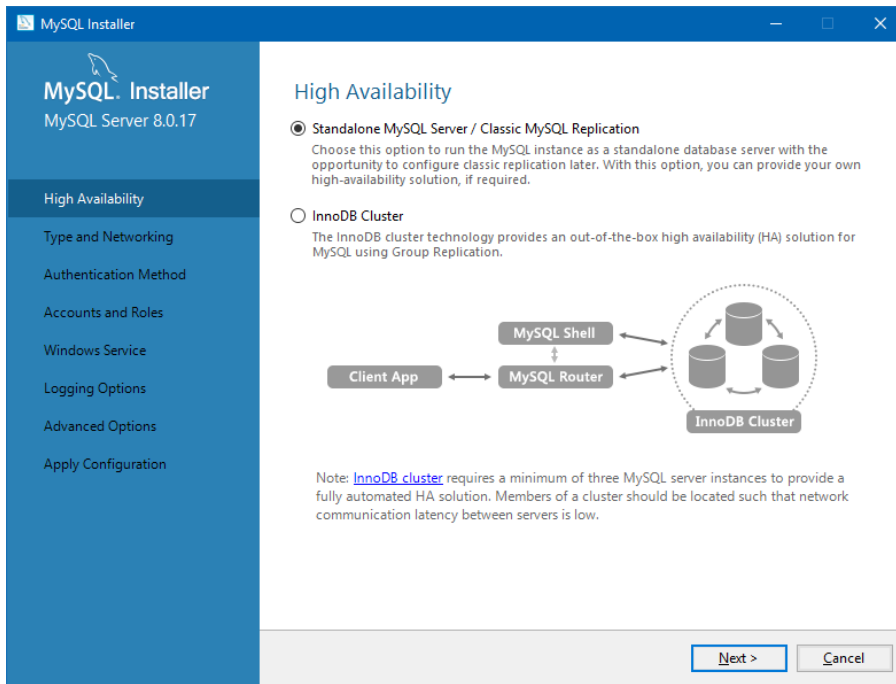 MySQL Installer
MySQL. Installer
MySQL Server 8.0.17
High Availability
Type and Networking
Authentication Method
Accounts and Roles
Windows Service
Logging Options
Advanced Options
Apply Configuration
High Availability
Standalone MySQL Server / Classic MySQL Replication
Choose this option to run the MySQL instance as a standalone database server with the
opportunity to configure classic replication later. With this option, you can provide your own
high-availability solution, if required.
InnoDB Cluster
The InnoDB cluster technology provides an out-of-the-box high availability (HA) solution for
MySQL using Group Replication.
MySQL Shell
Client App
MySQL Router
InnoDB Cluster
Note: InnoDB cluster requires a minimum of three MySQL server instances to provide a
fully automated HA solution. Members of a cluster should be located such that network
communication latency between servers is low.
Next >
Cancel